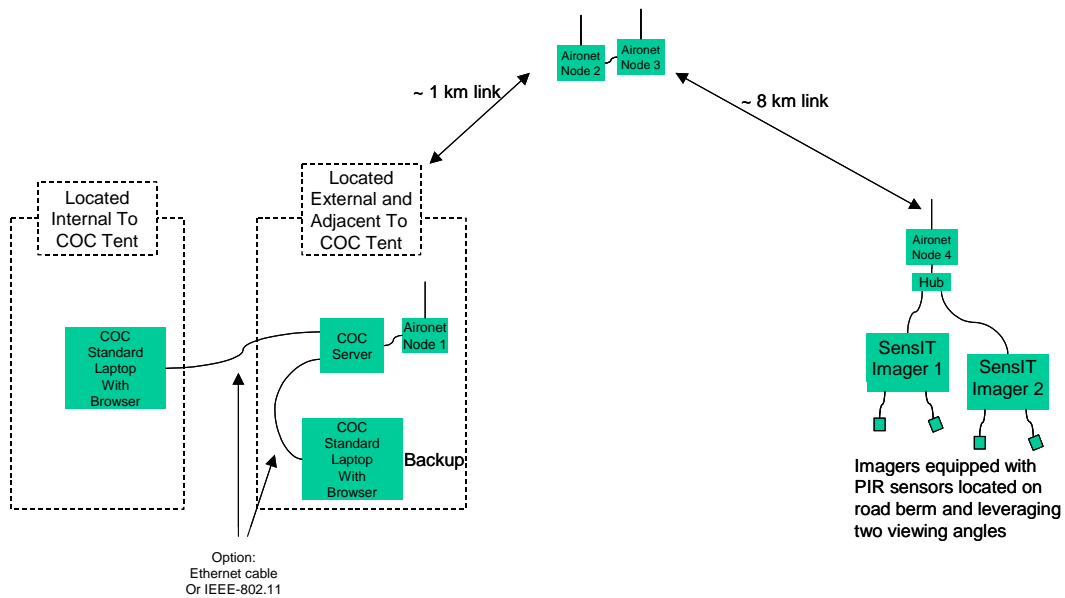 Aironet
Node 2
Aironet
Node 3
~ 1 km link
~ 8 km link
Located
Internal To
COC Tent
Located
External and
Adjacent To
COC Tent
Aironet
Node 4
Hub
COC
Standard
Laptop
With
Browser
COC
Server
Aironet
Node 1
SensIT
Imager 1
SensIT
Imager 2
COC
Standard
Laptop
With
Browser
Backup
Imagers equipped with
PIR sensors located on
road berm and leveraging
two viewing angles
Option:
Ethernet cable
Or IEEE-802.11